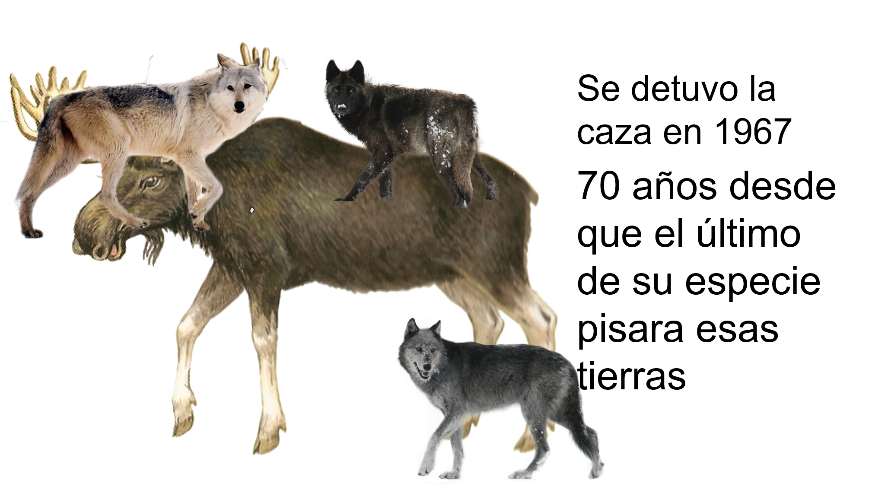 Se detuvo la
caza en 1967
70 años desde
que el último
de su especie
pisara esas
tierras